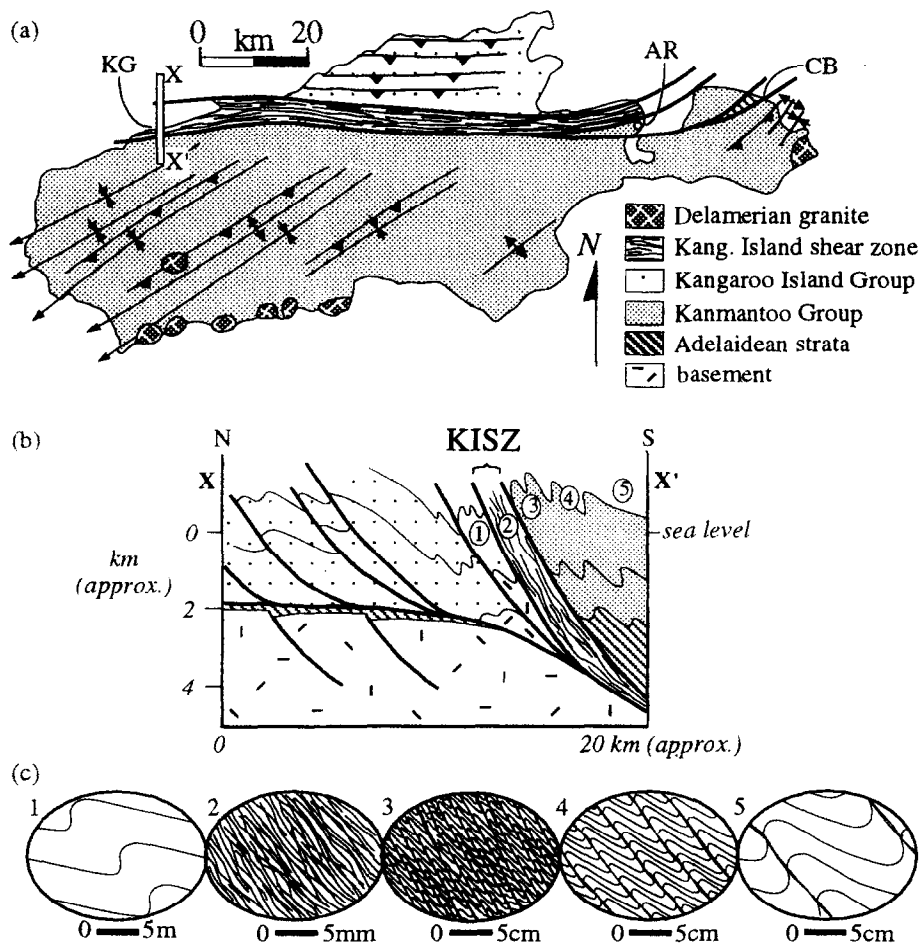 (a)
0 km 20
KG
X
X'
AR
CB
N
Delamerian granite
Kang. Island shear zone
Kangaroo Island Group
Kanmantoo Group
Adelaidean strata
basement
(b)
N
KISZ
S
X
X'
1
2
3
4
5
0
sea level
km
(approx.)
2
4
0
20 km (approx.)
(c)
1
2
3
4
5
0 5m
0 5mm
0 5cm
0 5cm
0 5cm